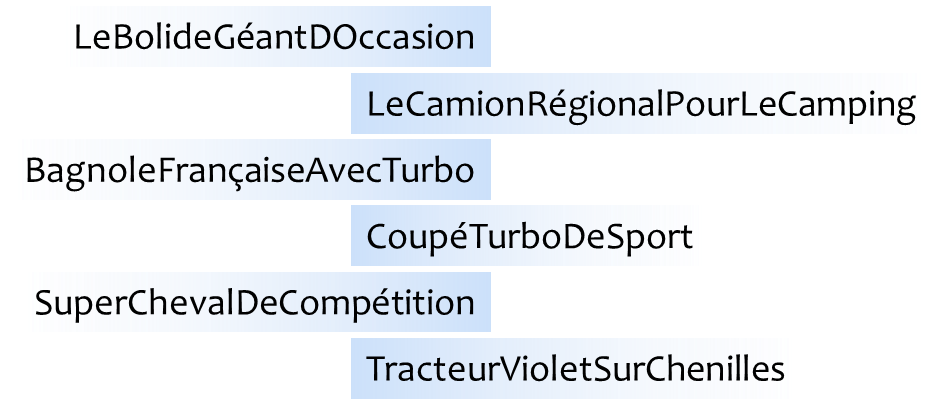 LeBolideGéantDOccasion
LeCamionRégionalPourLeCamping
BagnoleFrançaiseAvecTurbo
CoupéTurboDeSport
SuperChevalDeCompétition
TracteurVioletSurChenilles